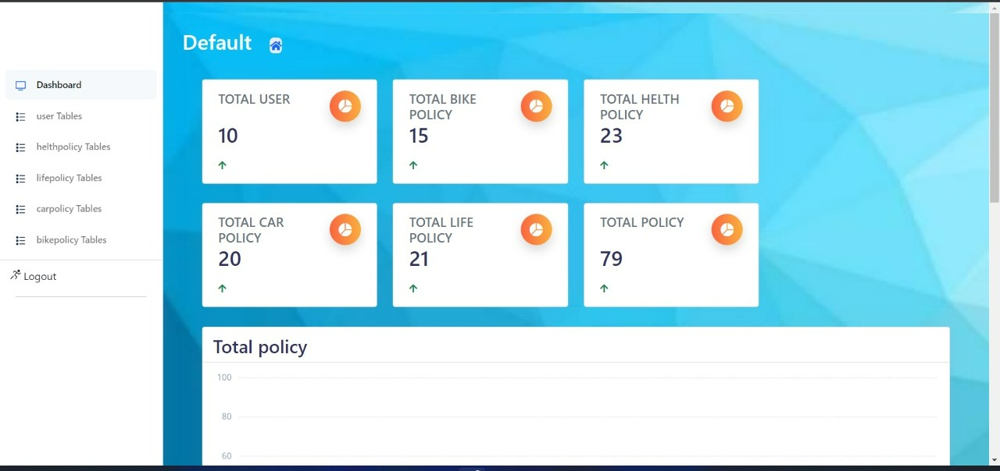 Default
Dashboard
user Tables
helthpolicy Tables
lifepolicy Tables
carpolicy Tables
bikepolicy Tables
Logout
TOTAL USER
10
TOTAL BIKE
POLICY
15
TOTAL HELTH
POLICY
23
TOTAL CAR
POLICY
20
TOTAL LIFE
POLICY
21
TOTAL POLICY
79
Total policy
100
80
60